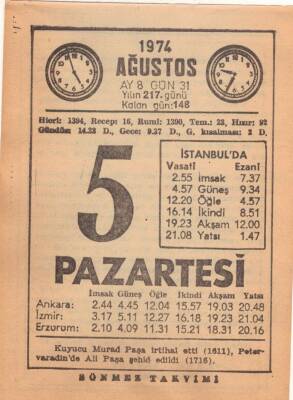 1974
AĞUSTOS
AY 8 GÜN 31
Yılın 217. günü
Kalan gün: 148
Hicrî: 1394, Recep: 16, Rumî: 1390, Tem.: 23, Hızır: 92
Gündüz: 14.23 D., Gece: 9.37 D., G. kısalması: 2 D.
5
İSTANBUL'DA
Vasatî Ezanî
2.55 İmsak 7.37
4.57 Güneş 9.34
12.20 Öğle 4.57
16.14 İkindi 8.51
19.23 Akşam 12.00
21.08 Yatsı 1.47
PAZARTESİ
İmsak Güneş Öğle İkindi Akşam Yatsı
Ankara: 2.44 4.45 12.04 15.57 19.03 20.48
İzmir: 3.17 5.11 12.27 16.18 19.23 21.04
Erzurum: 2.10 4.09 11.31 15.21 18.31 20.16
Kuyucu Murad Paşa irtihal etti (1611), Peter-
varadin'de Ali Paşa şehid edildi (1716).
SÖNMEZ TAKVİMİ